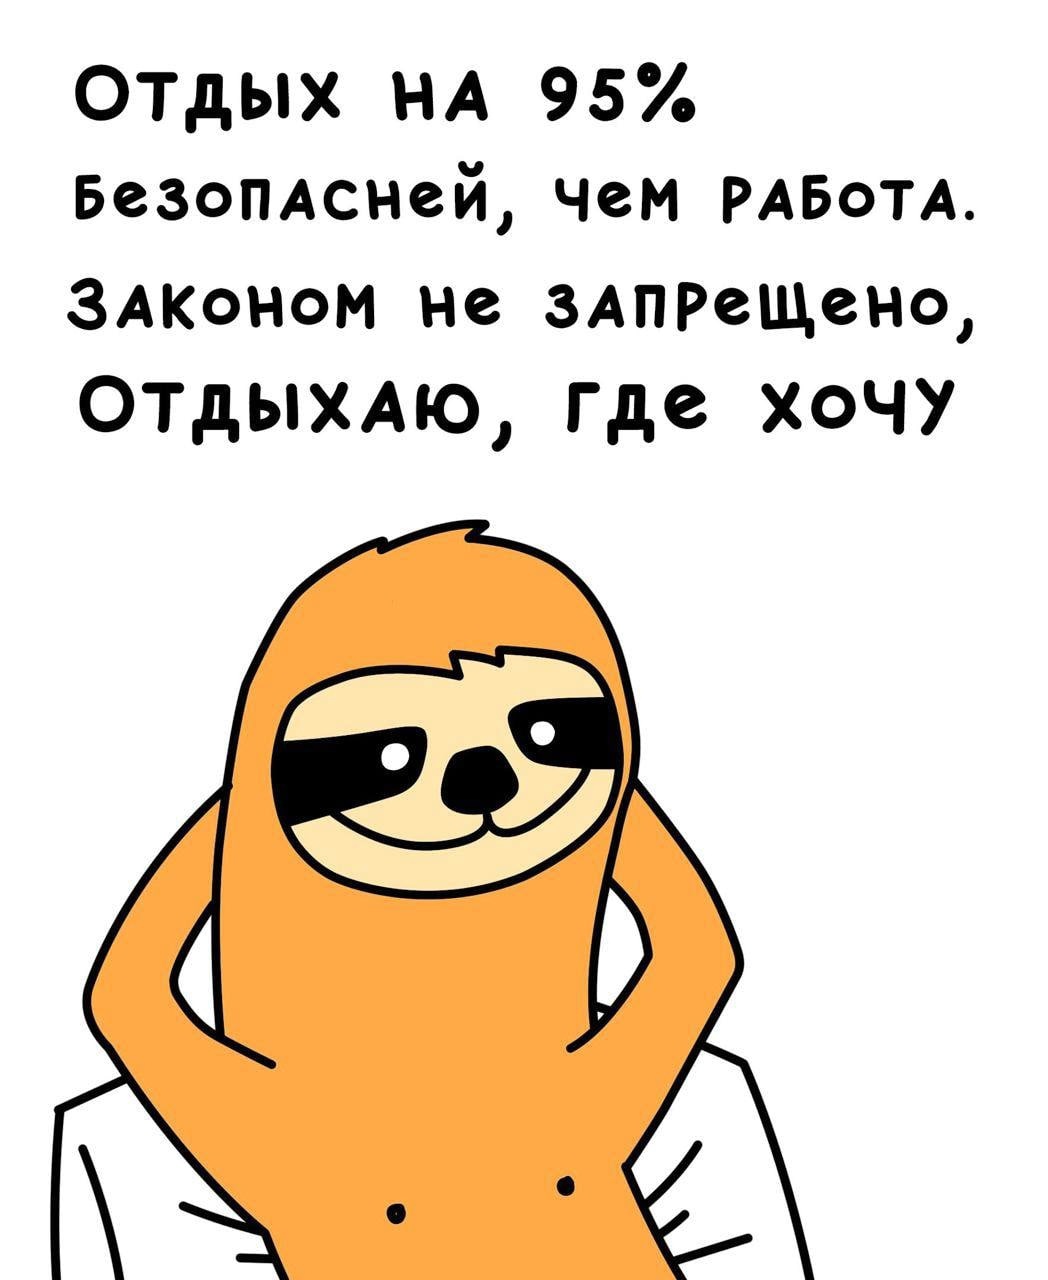 Отдых на 95%
безопасней, чем работа.
Законом не запрещено,
Отдыхаю, где хочу